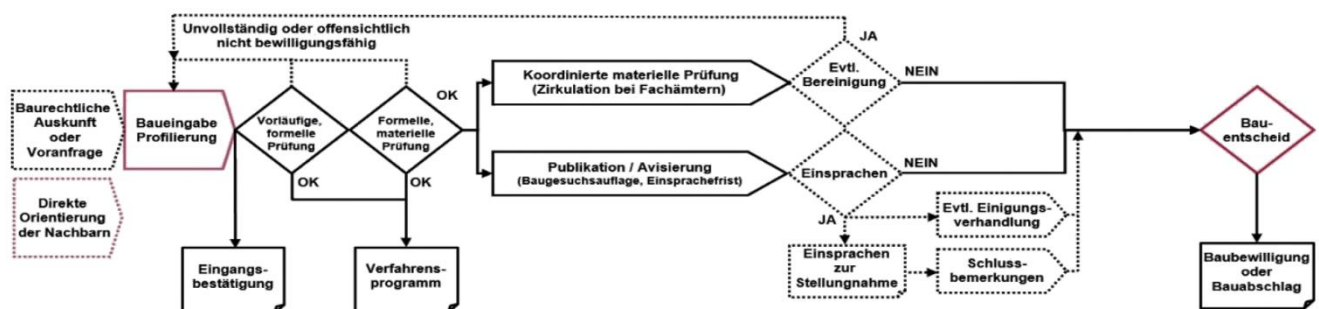 Unvollständig oder offensichtlich
nicht bewilligungsfähig
JA
Baurechtliche
Auskunft
oder
Voranfrage
Direkte
Orientierung
der Nachbarn
Baueingabe
Profilierung
Vorläufige,
formelle
Prüfung
OK
Formelle,
materielle
Prüfung
OK
OK
Eingangs-
bestätigung
Verfahrens-
programm
Koordinierte materielle Prüfung
(Zirkulation bei Fachämtern)
Publikation / Avisierung
(Baugesuchsauflage, Einsprachefrist)
Evtl.
Bereinigung
NEIN
Einsprachen
NEIN
JA
Evtl. Einigungs-
verhandlung
Einsprachen
zur
Stellungnahme
Schluss-
bemerkungen
Bau-
entscheid
Baubewilligung
oder
Bauabschlag